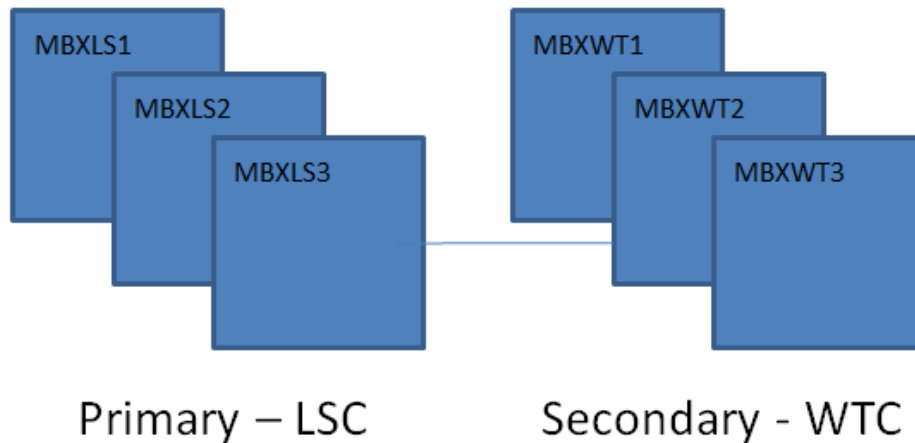 MBXLS1
MBXLS2
MBXLS3
MBXWT1
MBXWT2
MBXWT3
Primary – LSC
Secondary - WTC